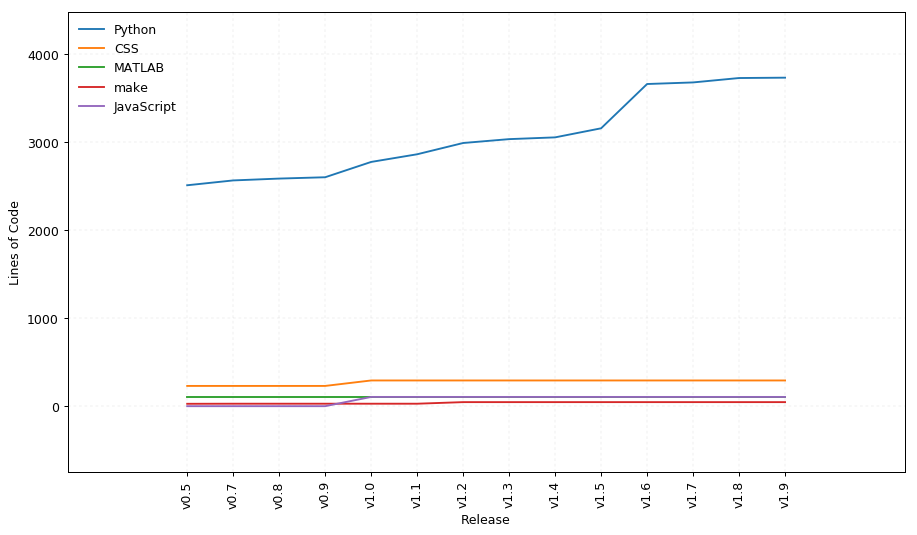 Python
CSS
MATLAB
make
JavaScript
4000
3000
2000
1000
0
Lines of Code
v0.5
v0.7
v0.8
v0.9
v1.0
v1.1
v1.2
v1.3
v1.4
v1.5
v1.6
v1.7
v1.8
v1.9
Release